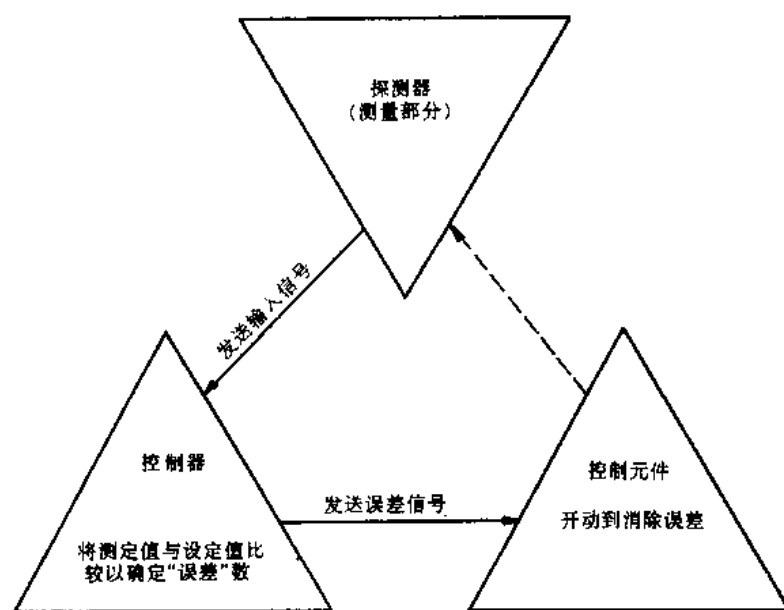 探测器
(测量部分)
发送输入信号
控制器
将测定值与设定值比
较以确定“误差”数
发送误差信号
控制元件
开动到消除误差